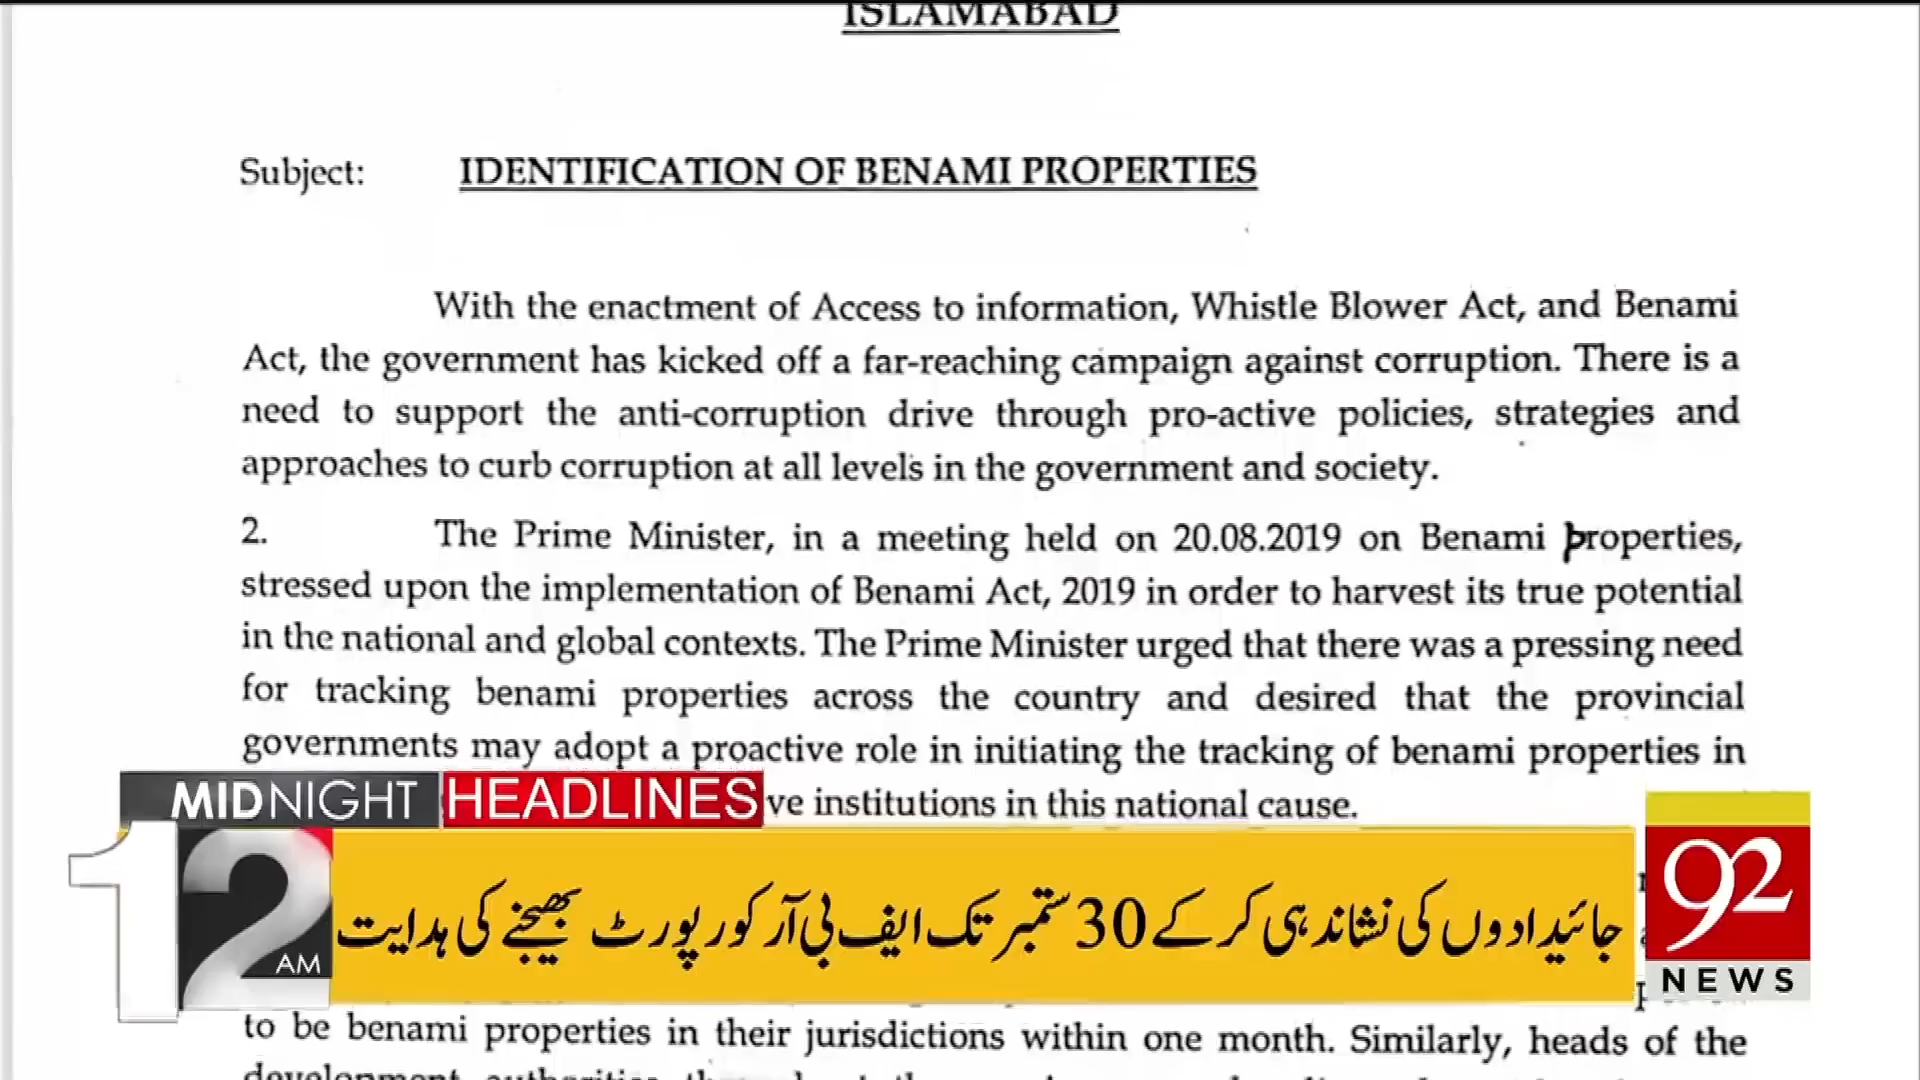 ISLAMABAD
Subject: IDENTIFICATION OF BENAMI PROPERTIES
With the enactment of Access to information, Whistle Blower Act, and Benami
Act, the government has kicked off a far-reaching campaign against corruption. There is a
need to support the anti-corruption drive through pro-active policies, strategies and
approaches to curb corruption at all levels in the government and society.
2. The Prime Minister, in a meeting held on 20.08.2019 on Benami properties,
stressed upon the implementation of Benami Act, 2019 in order to harvest its true potential
in the national and global contexts. The Prime Minister urged that there was a pressing need
for tracking benami properties across the country and desired that the provincial
governments may adopt a proactive role in initiating the tracking of benami properties in
institutions in this national cause.
MIDNIGHT HEADLINES
12 AM
جائیدادوں کی نشاندہی کرکے 30 ستمبر تک ایف بی آر کو رپورٹ بھیجنے کی ہدایت
92
NEWS
to be benami properties in their jurisdictions within one month. Similarly, heads of the